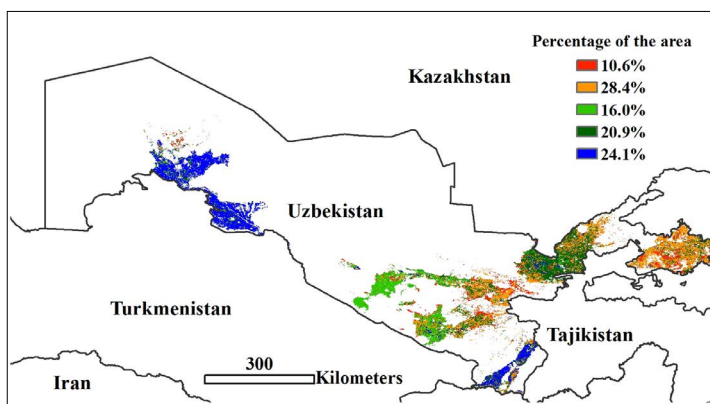 Percentage of the area
10.6%
28.4%
16.0%
20.9%
24.1%
Kazakhstan
Uzbekistan
Turkmenistan
Tajikistan
300
Kilometers
Iran